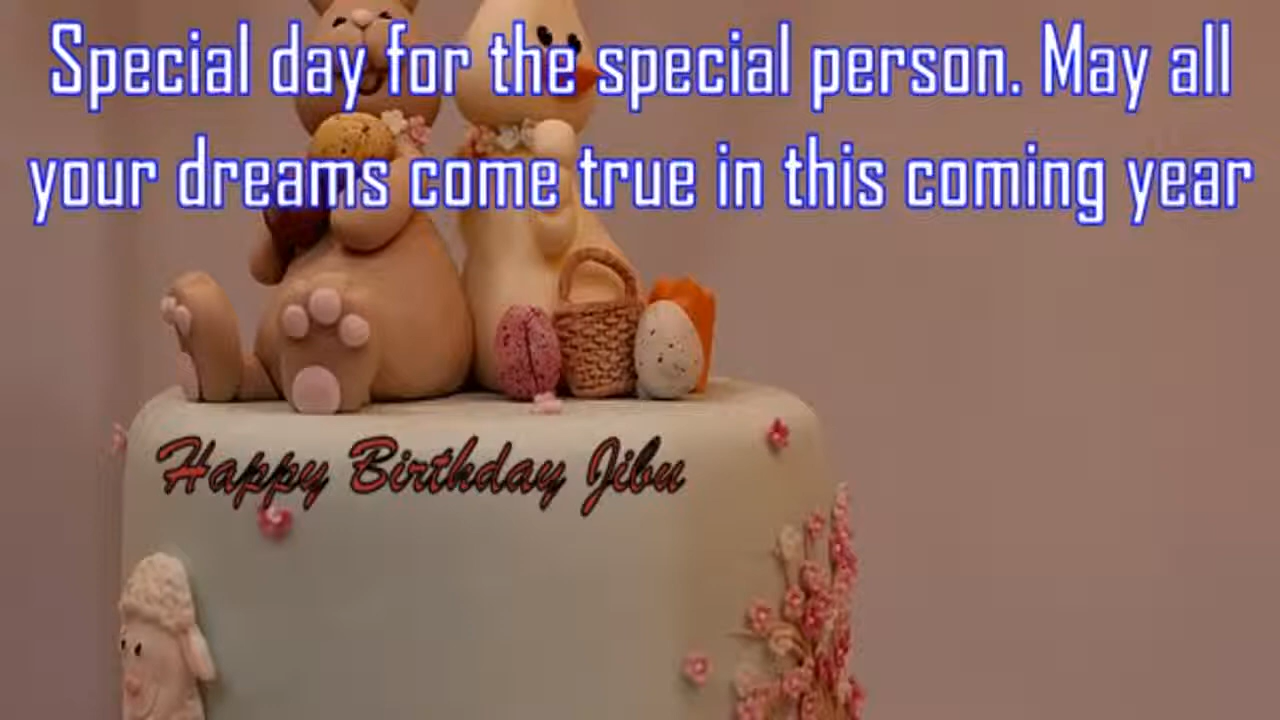 Special day for the special person. May all
your dreams come true in this coming year
Happy Birthday Jibu